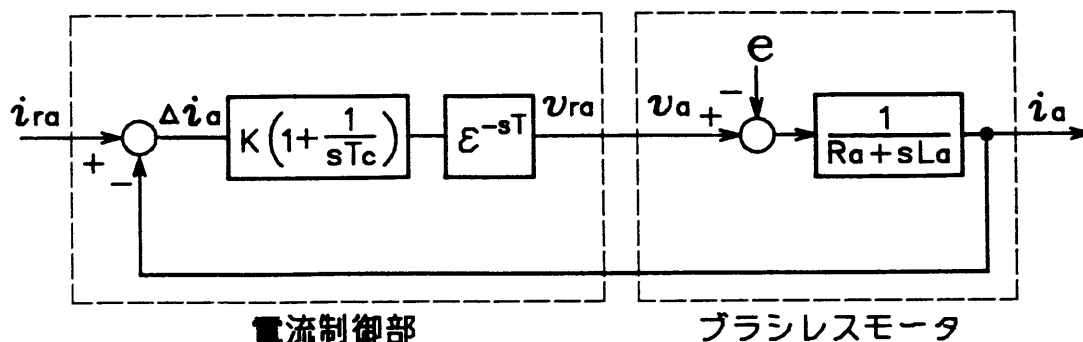 e
i_ra
Δi_a
K(1+1/sTc)
ε^-sT
v_ra
v_a
1/Ra+sLa
i_a
+
−
+
−
電流制御部
ブラシレスモータ